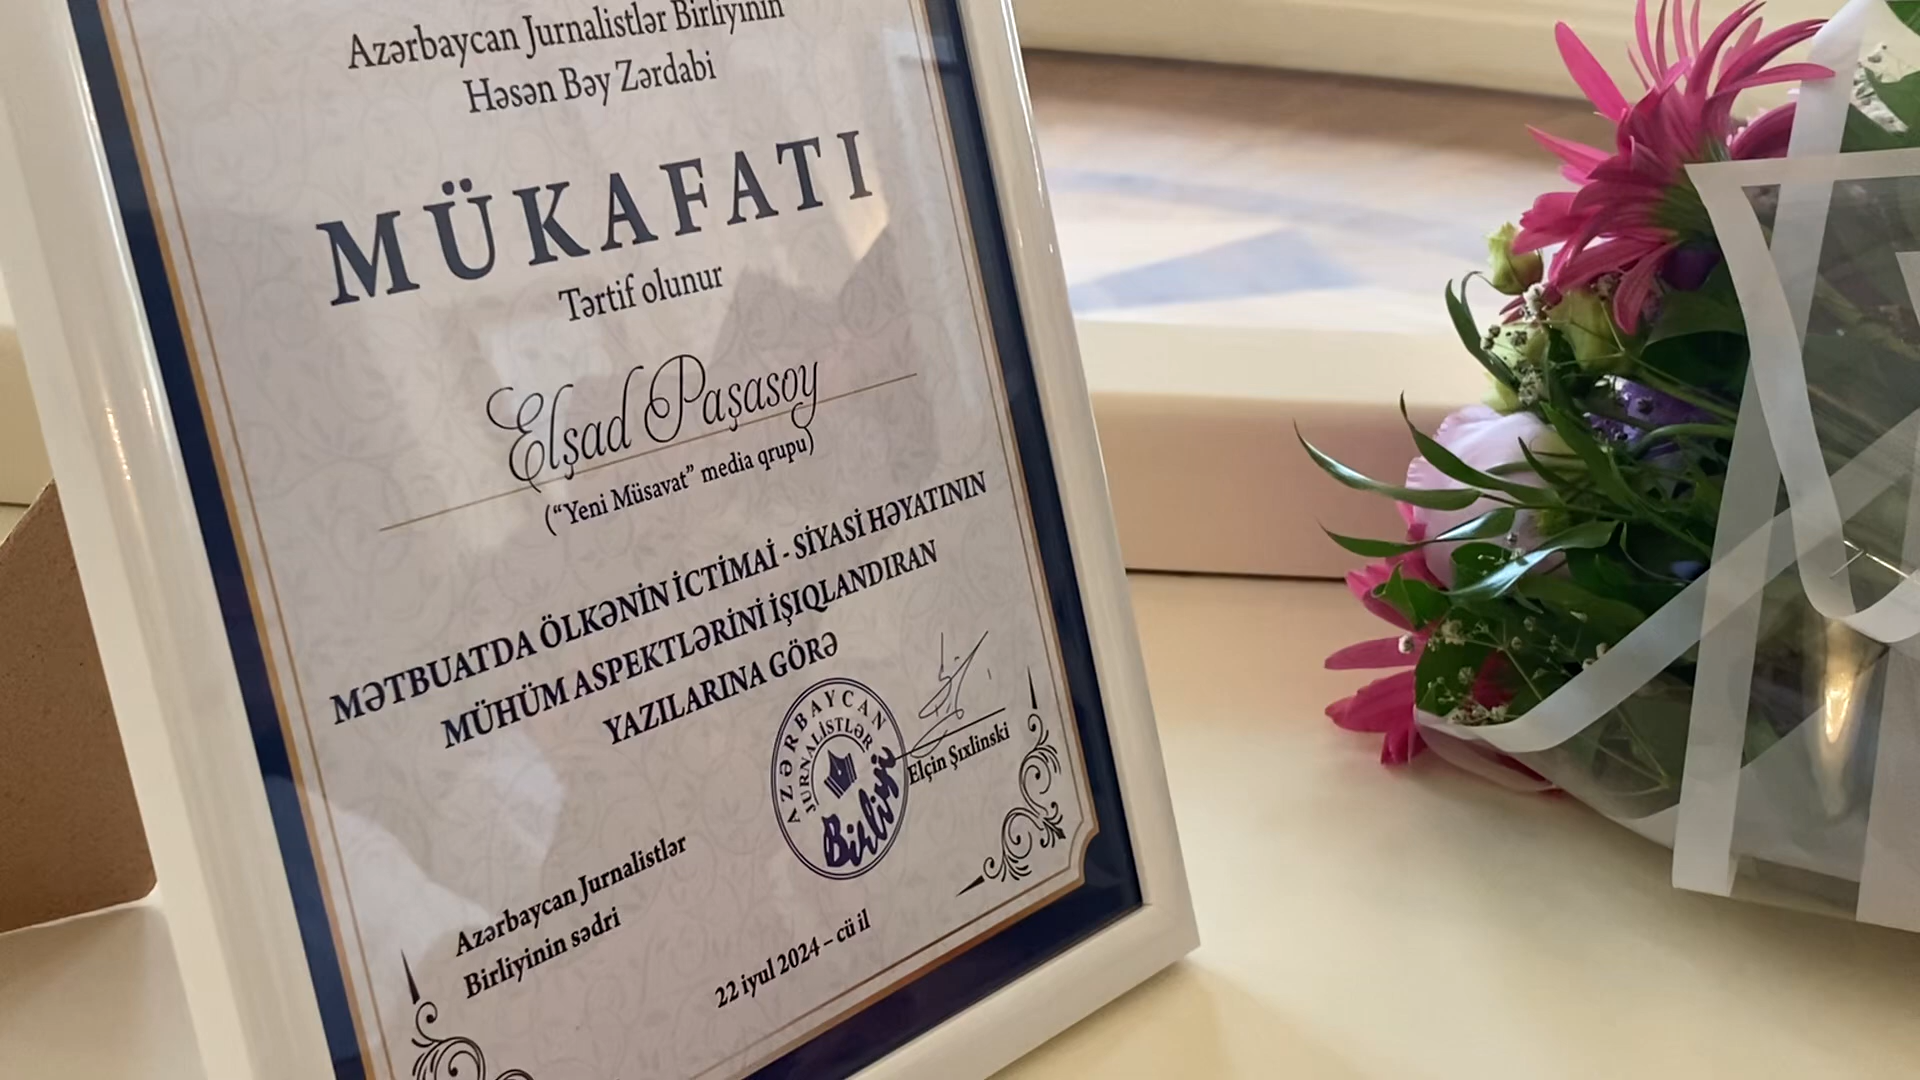 Azərbaycan Jurnalistlər Birliyinin
Həsən Bəy Zərdabi
MÜKAFATI
Tərtif olunur
Elşad Paşasoy
(“Yeni Müsavat” media qrupu)
MƏTBUATDA ÖLKƏNİN İCTİMAİ - SİYASİ HƏYATININ
MÜHÜM ASPEKTLƏRİNİ İŞIQLANDIRAN
YAZILARINA GÖRƏ
AZƏRBAYCAN
JURNALİSTLƏR
Birliyi
Elçin Şıxlinski
Azərbaycan Jurnalistlər
Birliyinin sədri
22 iyul 2024 – cü il